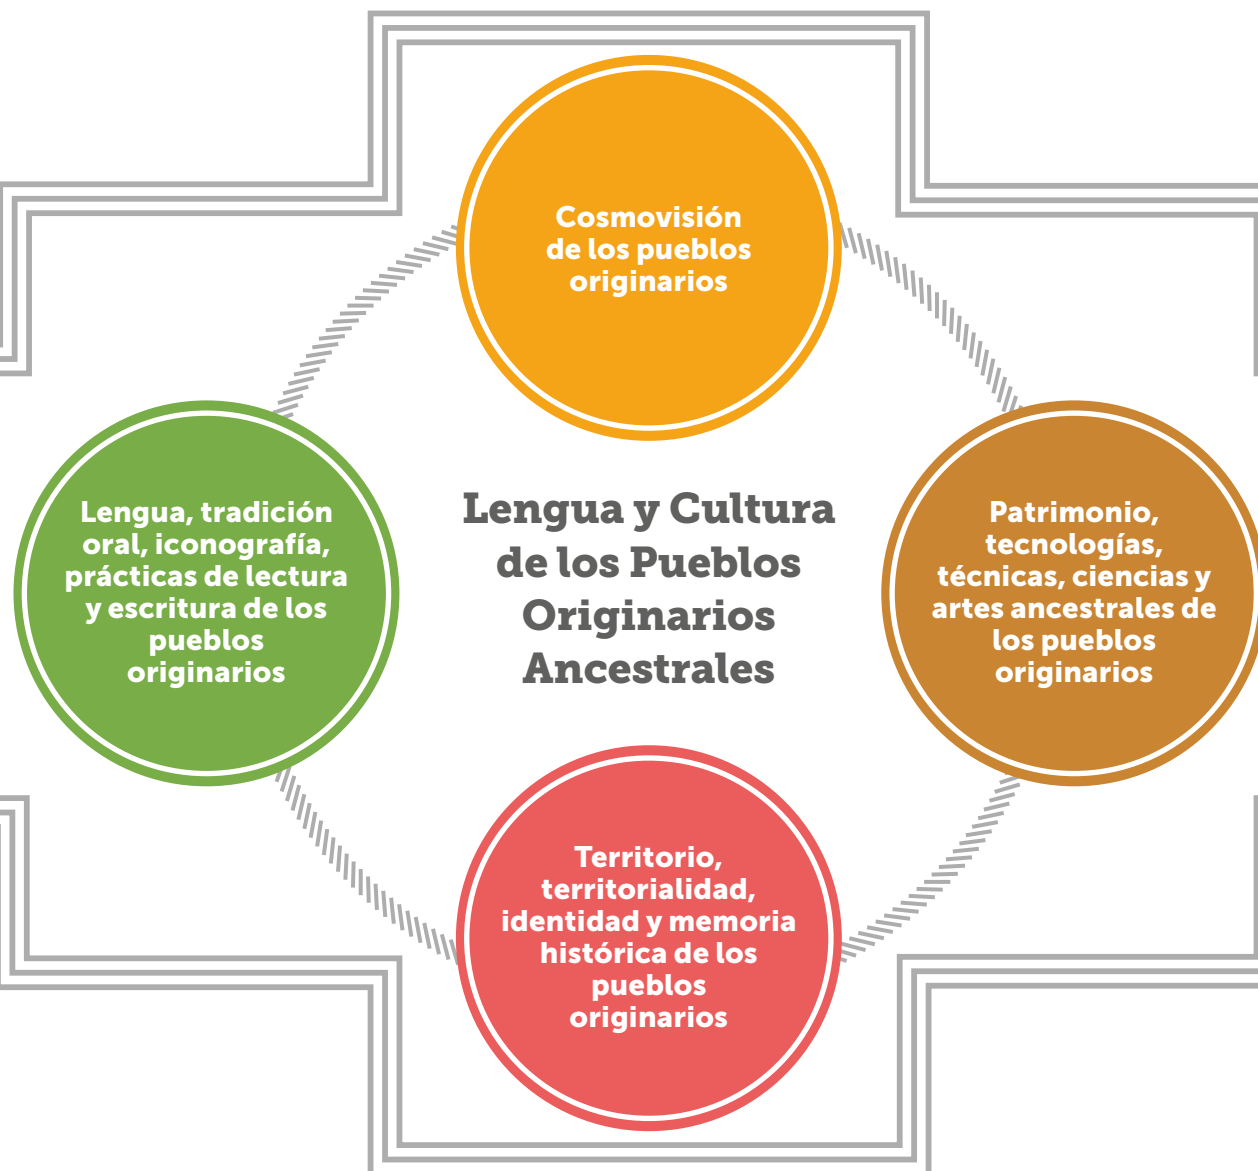 Cosmovisión
de los pueblos
originarios
Lengua, tradición
oral, iconografía,
prácticas de lectura
y escritura de los
pueblos
originarios
Lengua y Cultura
de los Pueblos
Originarios
Ancestrales
Patrimonio,
tecnologías,
técnicas, ciencias y
artes ancestrales de
los pueblos
originarios
Territorio,
territorialidad,
identidad y memoria
histórica de los
pueblos
originarios